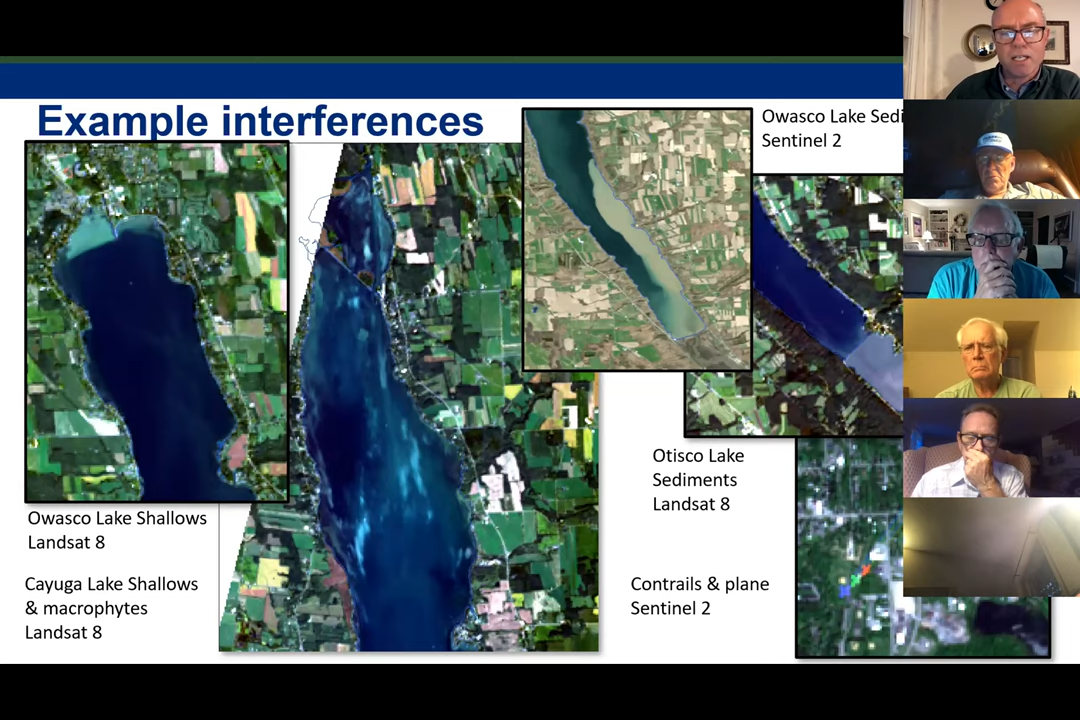 Example interferences
Owasco Lake Sedi
Sentinel 2
Otisco Lake
Sediments
Landsat 8
Owasco Lake Shallows
Landsat 8
Cayuga Lake Shallows
& macrophytes
Landsat 8
Contrails & plane
Sentinel 2